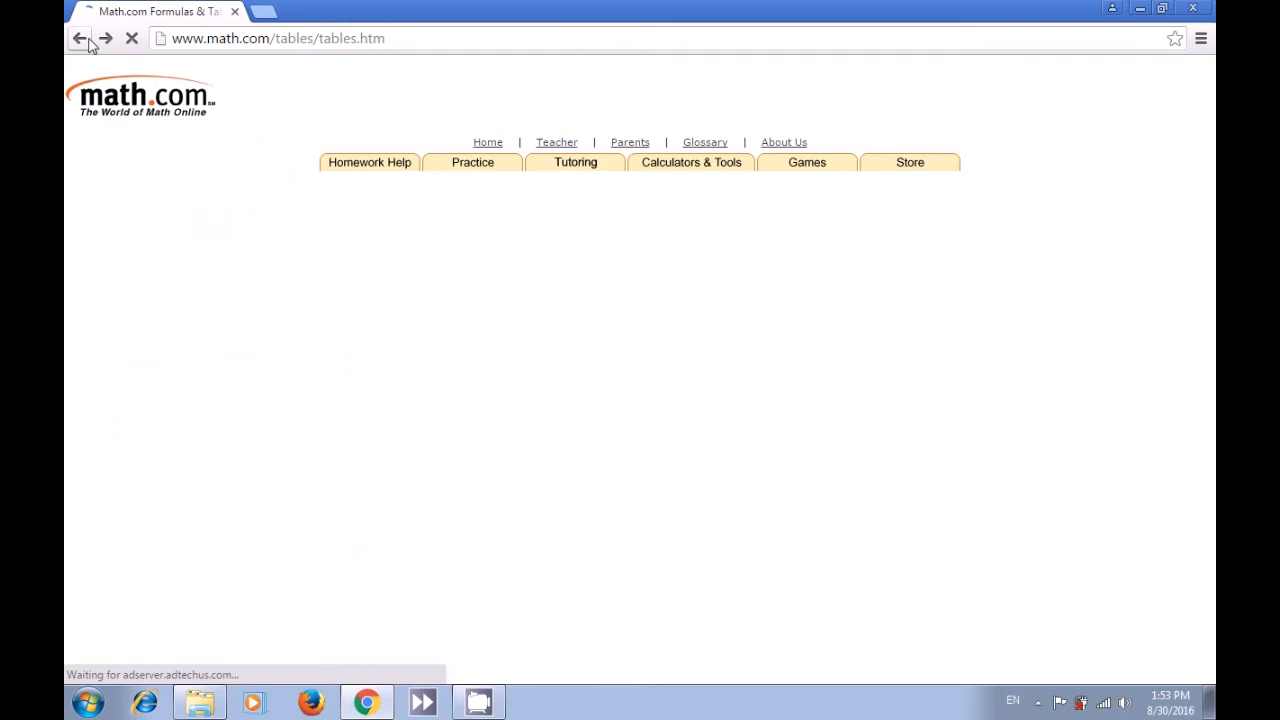 Math.com Formulas & Ta
www.math.com/tables/tables.htm
math.com
The World of Math Online
Home | Teacher | Parents | Glossary | About Us
Homework Help Practice Tutoring Calculators & Tools Games Store
Waiting for adserver.adtechus.com...
EN 1:53 PM
8/30/2016